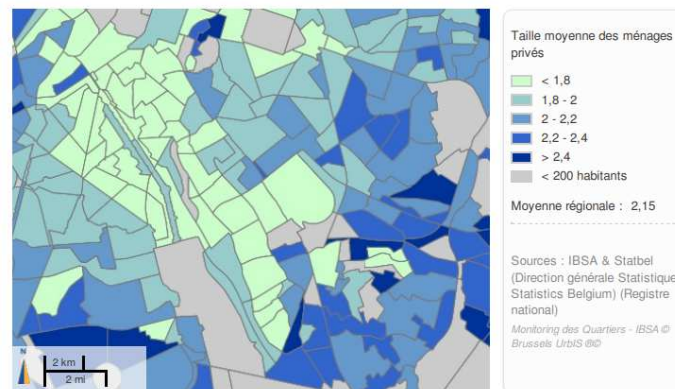 Taille moyenne des ménages
privés
< 1,8
1,8 - 2
2 - 2,2
2,2 - 2,4
> 2,4
< 200 habitants
Moyenne régionale : 2,15
Sources : IBSA & Statbel
(Direction générale Statistique
Statistics Belgium) (Registre
national)
Monitoring des Quartiers - IBSA ©
Brussels UrbIS ®©
N
2 km
2 mi